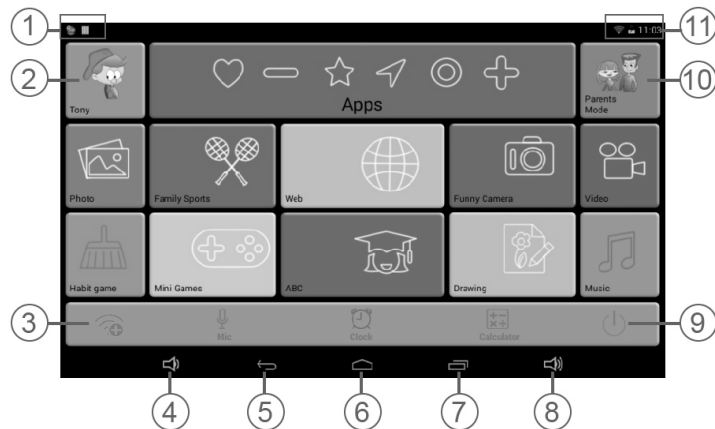 1
11
11:03
2
10
Tony
Apps
Parents
Mode
Photo
Family Sports
Web
Funny Camera
Video
Habit game
Mini Games
ABC
Drawing
Music
3
9
Mic
Clock
Calculator
4
5
6
7
8